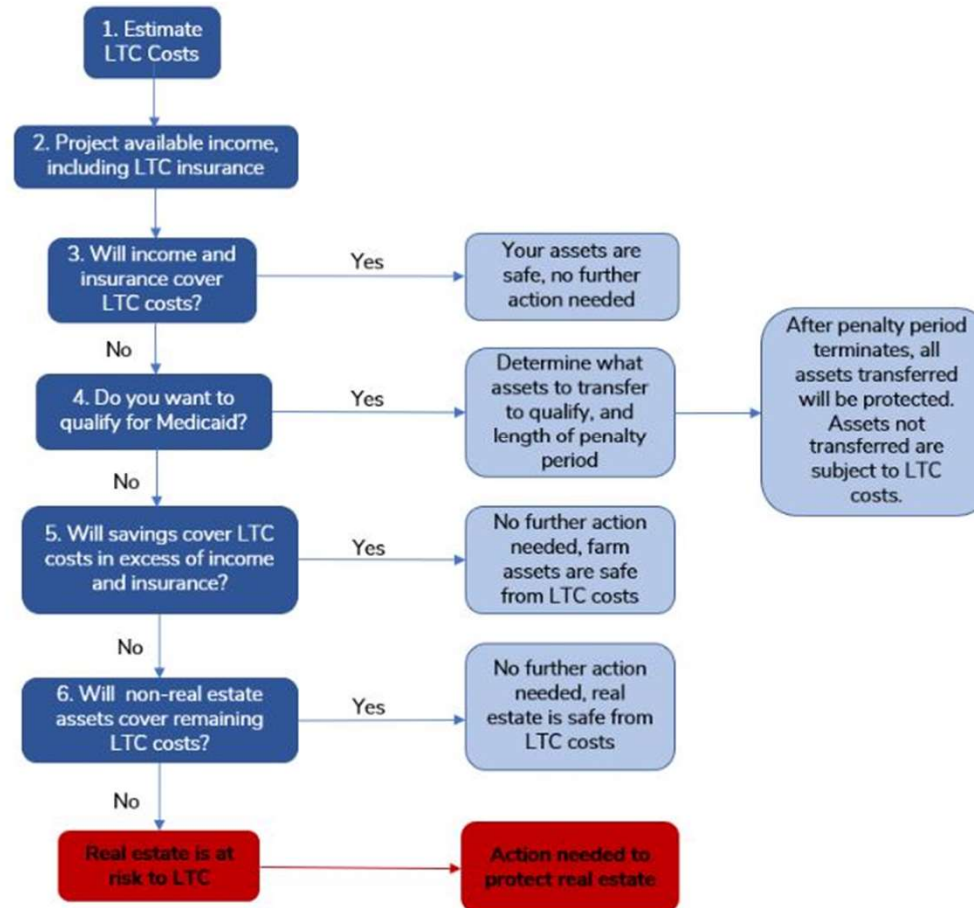 1. Estimate
LTC Costs
2. Project available income,
including LTC insurance
3. Will income and
insurance cover
LTC costs?
Yes
Your assets are
safe, no further
action needed
No
4. Do you want to
qualify for Medicaid?
Yes
Determine what
assets to transfer
to qualify, and
length of penalty
period
After penalty period
terminates, all
assets transferred
will be protected.
Assets not
transferred are
subject to LTC
costs.
No
5. Will savings cover LTC
costs in excess of income
and insurance?
Yes
No further action
needed, farm
assets are safe
from LTC costs
No
6. Will non-real estate
assets cover remaining
LTC costs?
Yes
No further action
needed, real
estate is safe from
LTC costs
No
Real estate is at
risk to LTC
Action needed to
protect real estate